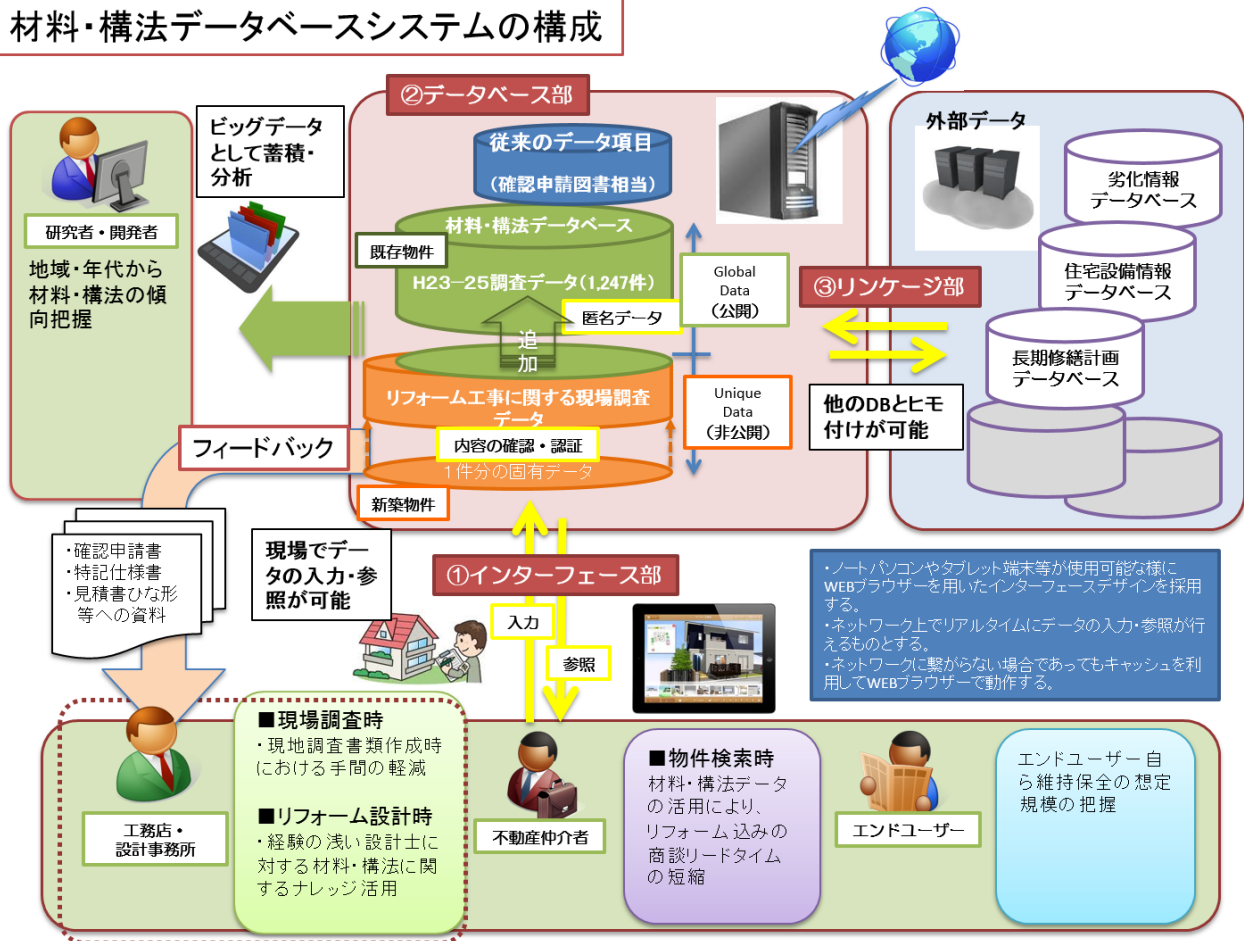 材料・構法データベースシステムの構成
②データベース部
ビッグデータ
として蓄積・
分析
研究者・開発者
地域・年代から
材料・構法の傾
向把握
従来のデータ項目
（確認申請図書相当）
材料・構法データベース
既存物件
H23－25調査データ（1,247件）
匿名データ
追
加
Global
Data
（公開）
リフォーム工事に関する現場調査
データ
Unique
Data
（非公開）
内容の確認・認証
１件分の固有データ
新築物件
③リンケージ部
他のDBとヒモ
付けが可能
外部データ
劣化情報
データベース
住宅設備情報
データベース
長期修繕計画
データベース
フィードバック
・確認申請書
・特記仕様書
・見積書ひな形
等への資料
現場でデー
タの入力・参
照が可能
①インターフェース部
入力
参照
・ノートパソコンやタブレット端末等が使用可能な様に
WEBブラウザーを用いたインターフェースデザインを採用
する。
・ネットワーク上でリアルタイムにデータの入力・参照が行
えるものとする。
・ネットワークに繋がらない場合であってもキャッシュを利
用してWEBブラウザーで動作する。
工務店・
設計事務所
■現場調査時
・現地調査書類作成時
における手間の軽減
■リフォーム設計時
・経験の浅い設計士に
対する材料・構法に関
するナレッジ活用
不動産仲介者
■物件検索時
材料・構法データ
の活用により、
リフォーム込みの
商談リードタイム
の短縮
エンドユーザー
エンドユーザー自
ら維持保全の想定
規模の把握